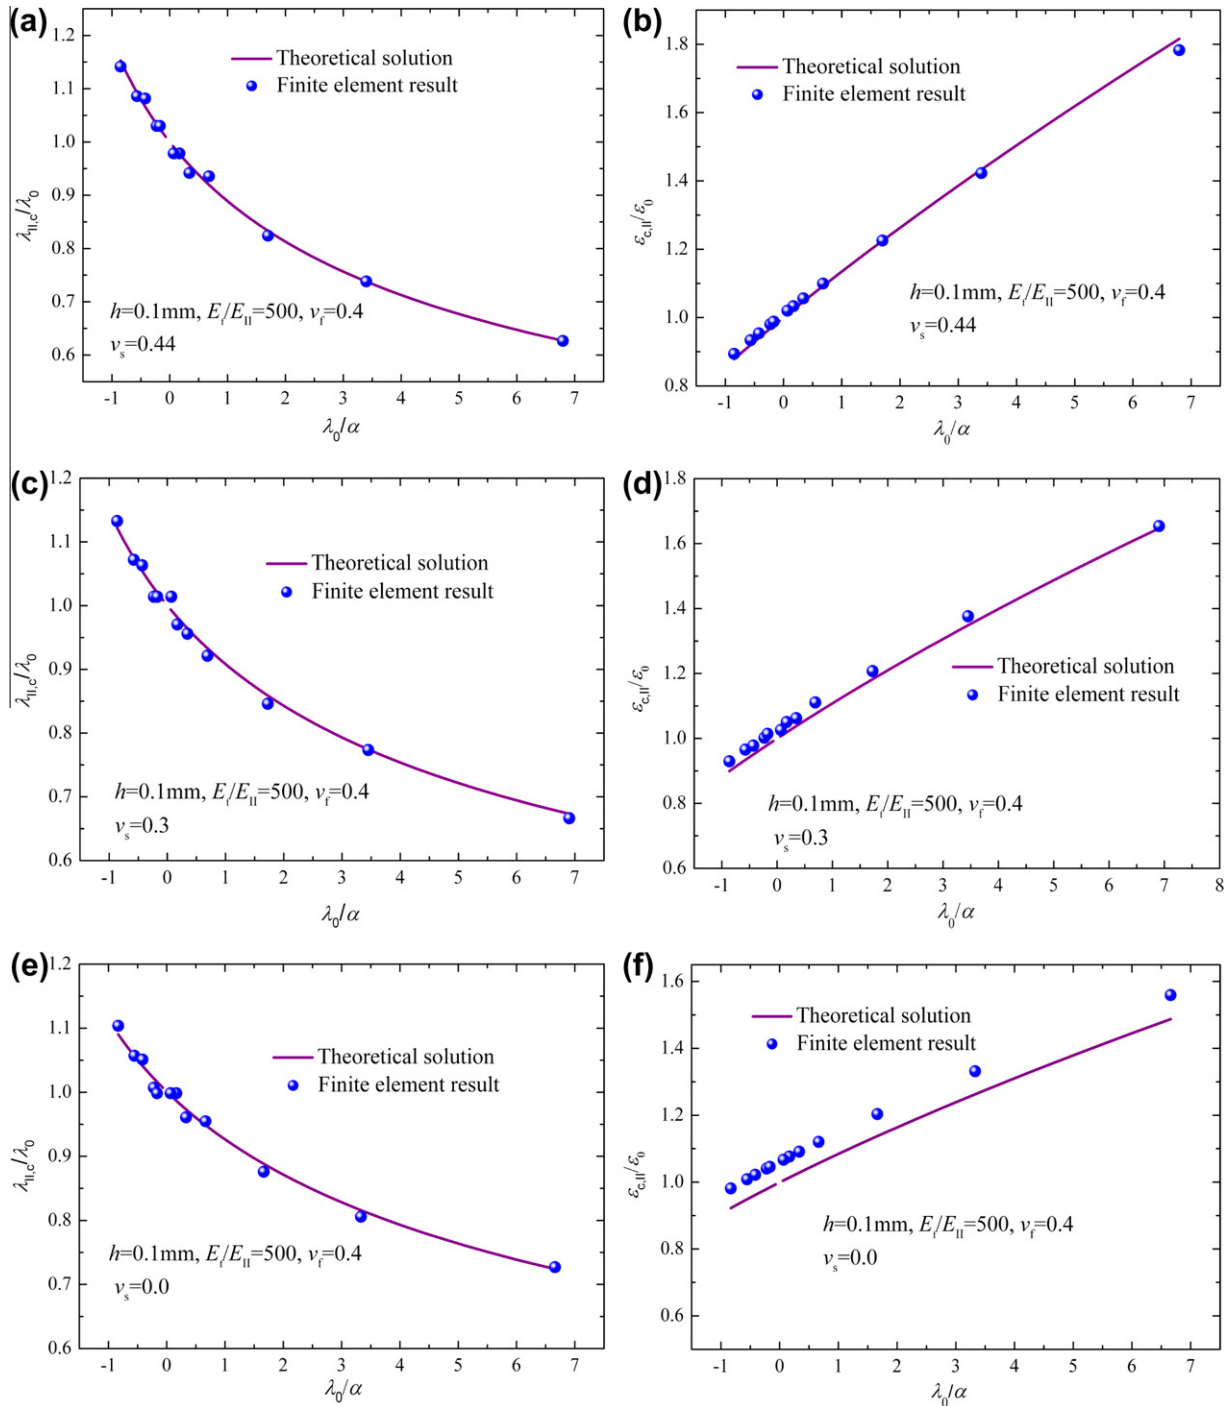 (a)
1.2
1.1
1.0
0.9
0.8
0.7
0.6
λII,c/λ0
Theoretical solution
Finite element result
h=0.1mm, Ef/EII=500, vf=0.4
vs=0.44
-1 0 1 2 3 4 5 6 7
λ0/α
(b)
1.8
1.6
1.4
1.2
1.0
0.8
εc,II/ε0
Theoretical solution
Finite element result
h=0.1mm, Ef/EII=500, vf=0.4
vs=0.44
-1 0 1 2 3 4 5 6 7
λ0/α
(c)
1.2
1.1
1.0
0.9
0.8
0.7
0.6
λII,c/λ0
Theoretical solution
Finite element result
h=0.1mm, Ef/EII=500, vf=0.4
vs=0.3
-1 0 1 2 3 4 5 6 7
λ0/α
(d)
1.8
1.6
1.4
1.2
1.0
0.8
0.6
εc,II/ε0
Theoretical solution
Finite element result
h=0.1mm, Ef/EII=500, vf=0.4
vs=0.3
-1 0 1 2 3 4 5 6 7 8
λ0/α
(e)
1.2
1.1
1.0
0.9
0.8
0.7
0.6
λII,c/λ0
Theoretical solution
Finite element result
h=0.1mm, Ef/EII=500, vf=0.4
vs=0.0
-1 0 1 2 3 4 5 6 7
λ0/α
(f)
1.6
1.4
1.2
1.0
0.8
0.6
εc,II/ε0
Theoretical solution
Finite element result
h=0.1mm, Ef/EII=500, vf=0.4
vs=0.0
-1 0 1 2 3 4 5 6 7
λ0/α